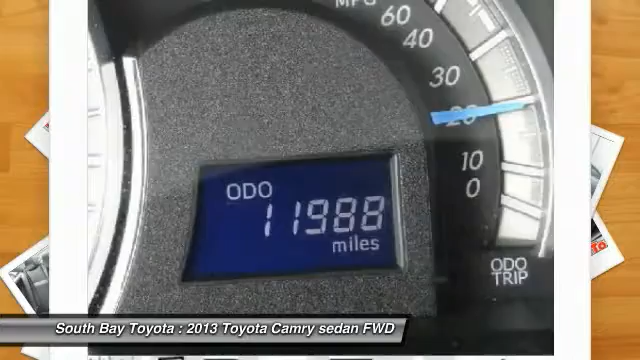 MPG
60
40
30
20
10
0
ODO
11988
miles
ODO
TRIP
South Bay Toyota : 2013 Toyota Camry sedan FWD